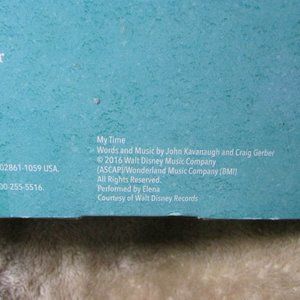 r
My Time
Words and Music by John Kavanaugh and Craig Gerber
© 2016 Walt Disney Music Company
(ASCAP)/Wonderland Music Company (BMI)
All Rights Reserved.
Performed by Elena
Courtesy of Walt Disney Records
02861-1059 USA.
00-255-5516.